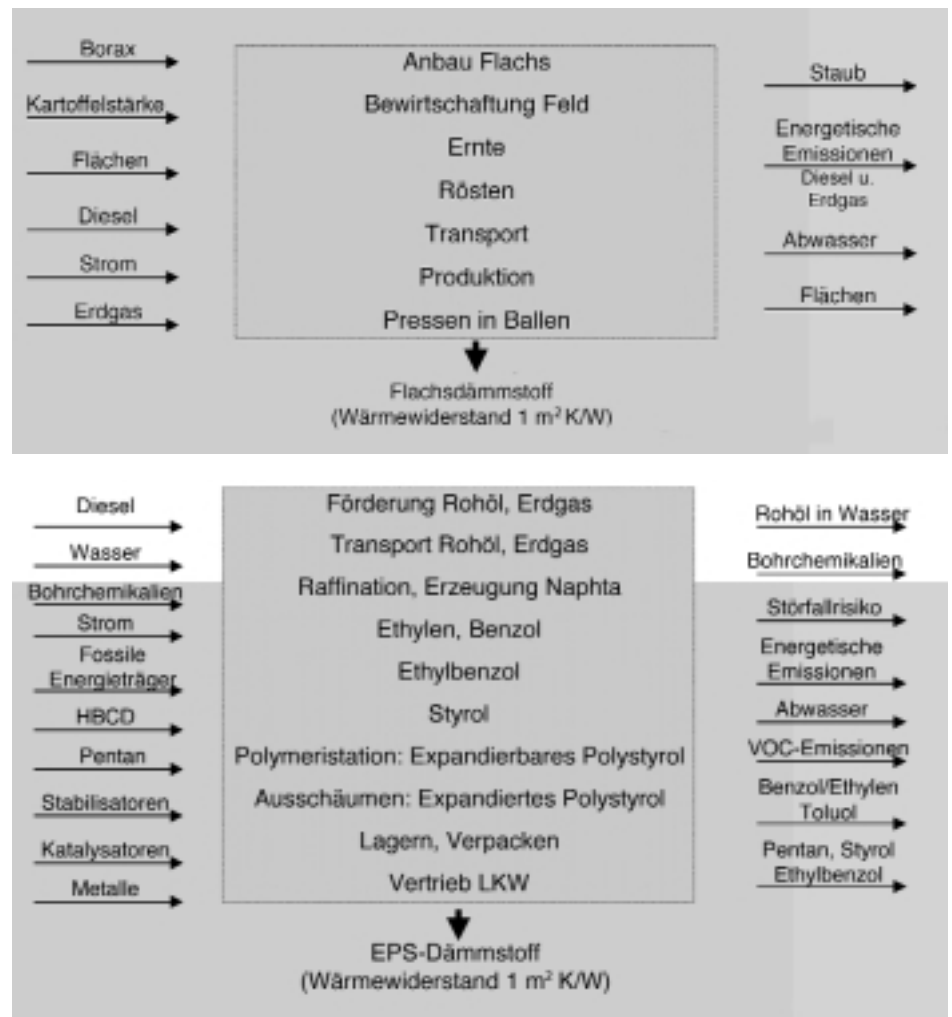 Borax
Kartoffelstärke
Flächen
Diesel
Strom
Erdgas
Anbau Flachs
Bewirtschaftung Feld
Ernte
Rösten
Transport
Produktion
Pressen in Ballen
Staub
Energetische
Emissionen
Diesel u.
Erdgas
Abwasser
Flächen
Flachsdämmstoff
(Wärmewiderstand 1 m² K/W)
Diesel
Wasser
Bohrchemikalien
Strom
Fossile
Energieträger
HBCD
Pentan
Stabilisatoren
Katalysatoren
Metalle
Förderung Rohöl, Erdgas
Transport Rohöl, Erdgas
Raffination, Erzeugung Naphta
Ethylen, Benzol
Ethylbenzol
Styrol
Polymeristation: Expandierbares Polystyrol
Ausschäumen: Expandiertes Polystyrol
Lagern, Verpacken
Vertrieb LKW
Rohöl in Wasser
Bohrchemikalien
Störfallrisiko
Energetische
Emissionen
Abwasser
VOC-Emissionen
Benzol/Ethylen
Toluol
Pentan, Styrol
Ethylbenzol
EPS-Dämmstoff
(Wärmewiderstand 1 m² K/W)